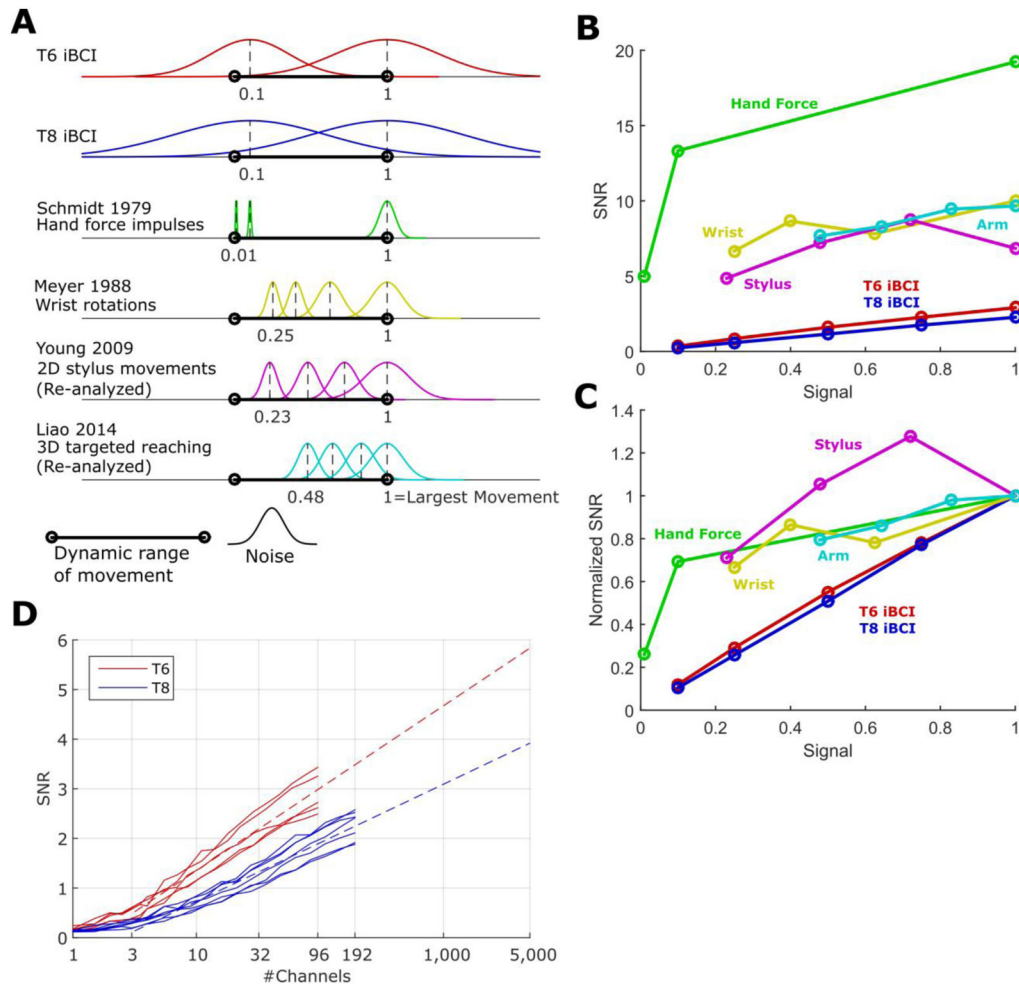 A
T6 iBCI
0.1
1
T8 iBCI
0.1
1
Schmidt 1979
Hand force impulses
0.01
1
Meyer 1988
Wrist rotations
0.25
1
Young 2009
2D stylus movements
(Re-analyzed)
0.23
1
Liao 2014
3D targeted reaching
(Re-analyzed)
0.48
1=Largest Movement
Dynamic range
of movement
Noise
B
20
15
10
5
0
SNR
Hand Force
Wrist
Arm
Stylus
T6 iBCI
T8 iBCI
0 0.2 0.4 0.6 0.8 1
Signal
C
1.4
1.2
1
0.8
0.6
0.4
0.2
0
Normalized SNR
Stylus
Hand Force
Arm
Wrist
T6 iBCI
T8 iBCI
0 0.2 0.4 0.6 0.8 1
Signal
D
6
5
4
3
2
1
0
SNR
T6
T8
1 3 10 32 96 192 1,000 5,000
#Channels